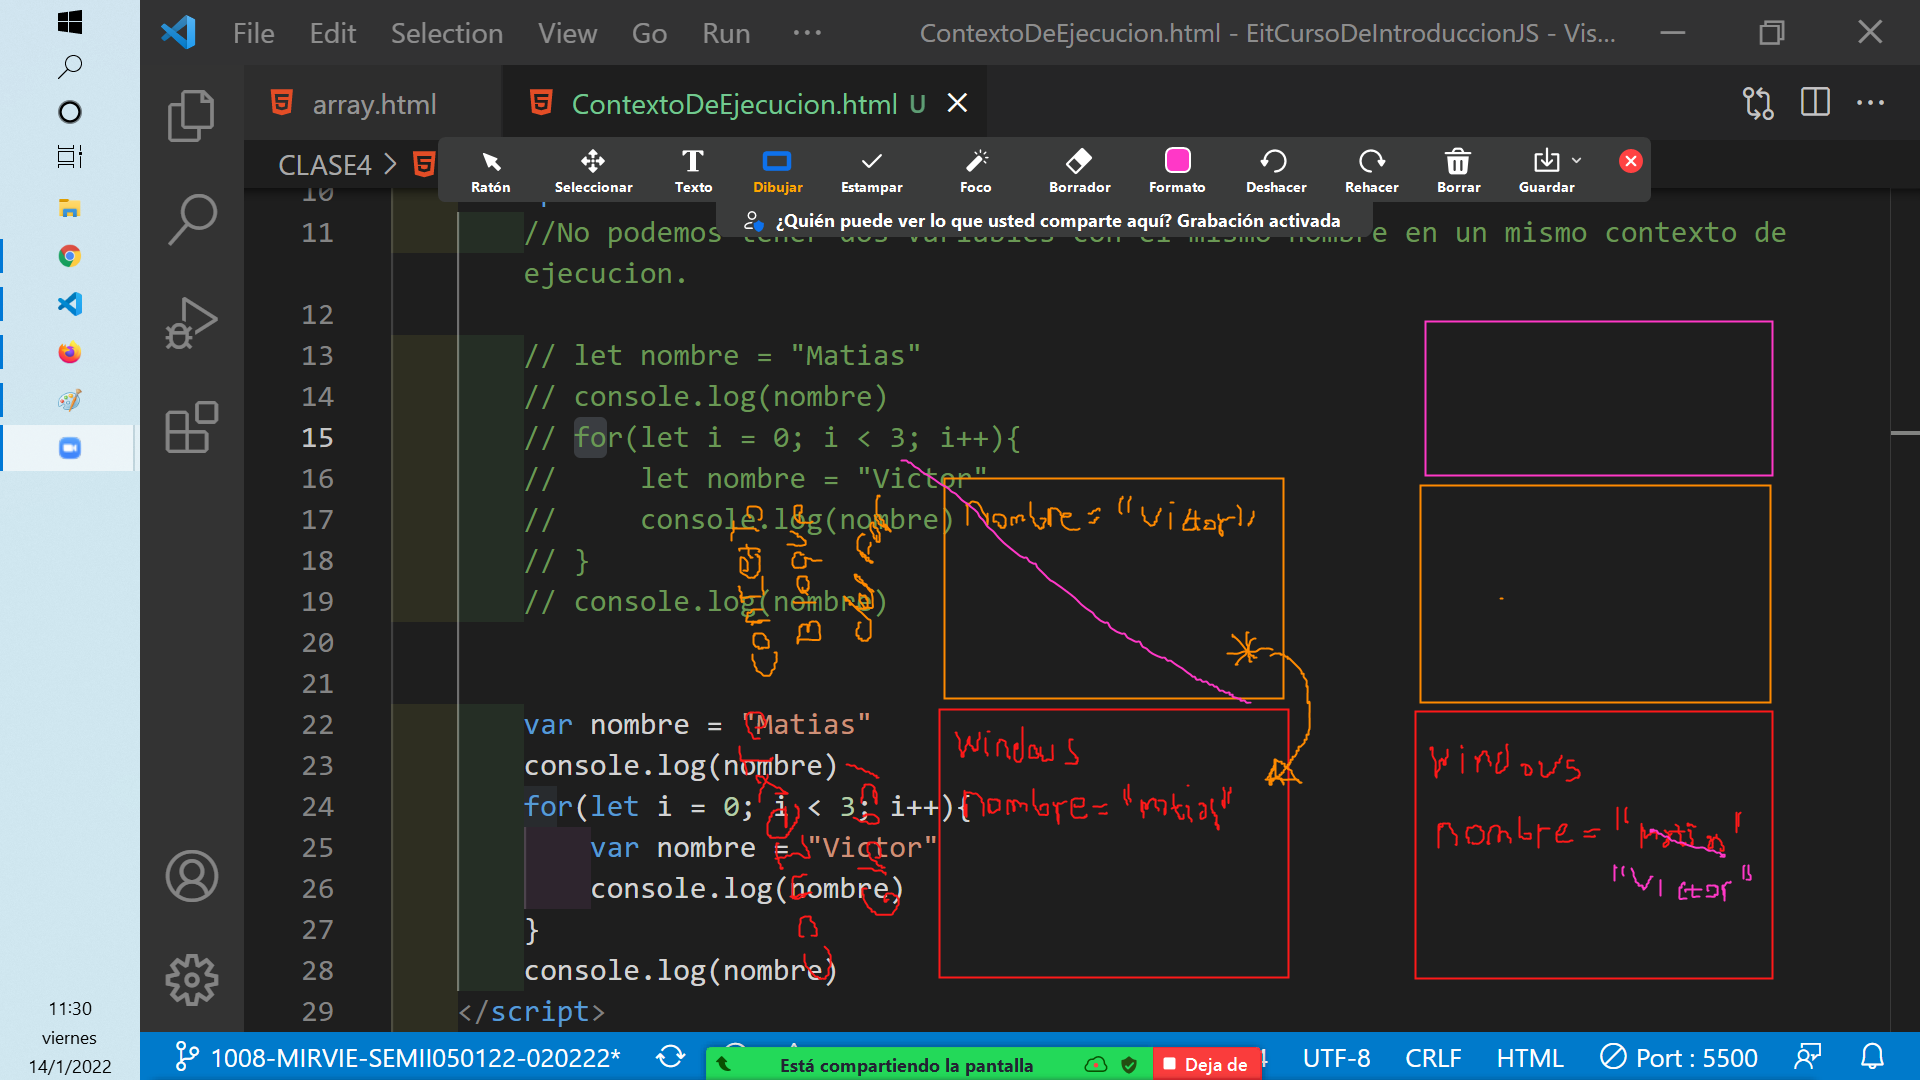 File Edit Selection View Go Run ··· ContextoDeEjecucion.html - EitCursoDeIntroduccionJS - Vis...
array.html ContextoDeEjecucion.html U
CLASE4 >
Ratón Seleccionar Texto Dibujar Estampar Foco Borrador Formato Deshacer Rehacer Borrar Guardar
¿Quién puede ver lo que usted comparte aquí? Grabación activada
10
11 //No podemos tener dos variables con el mismo nombre en un mismo contexto de
ejecucion.
12
13 // let nombre = "Matias"
14 // console.log(nombre)
15 // for(let i = 0; i < 3; i++){
16 // let nombre = "Victor"
17 // console.log(nombre)
18 // }
19 // console.log(nombre)
20
21
22 var nombre = "Matias"
23 console.log(nombre)
24 for(let i = 0; i < 3; i++){
25 var nombre = "Victor"
26 console.log(nombre)
27 }
28 console.log(nombre)
29 </script>
nombre = "Victor"
Windows
nombre = "matias"
Windows
nombre = "matias"
"Victor"
Bloque
del for
11:30
viernes
14/1/2022
1008-MIRVIE-SEMII050122-020222* UTF-8 CRLF HTML Port : 5500
Está compartiendo la pantalla Deja de